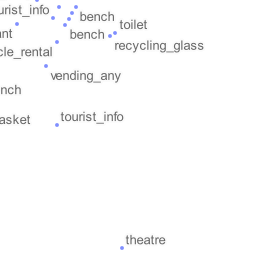 urist_info
bench
toilet
ant
bench
recycling_glass
cle_rental
vending_any
nch
tourist_info
asket
theatre